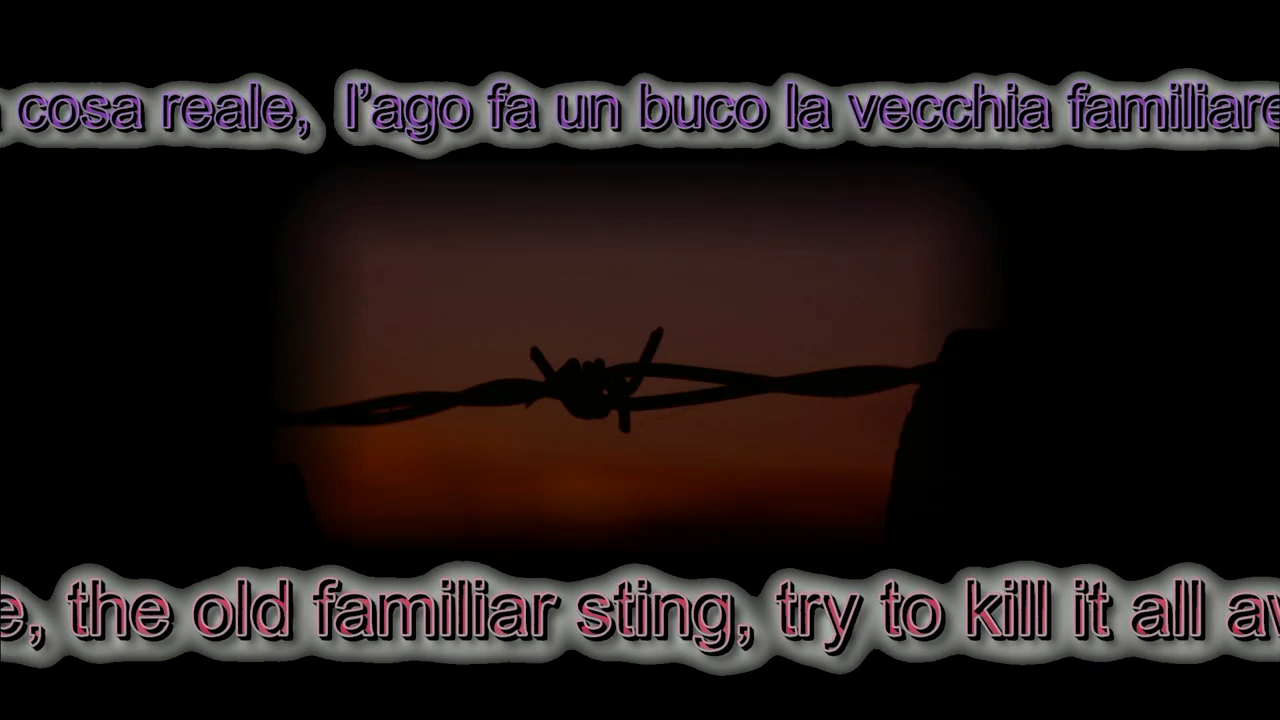 cosa reale, l’ago fa un buco la vecchia familiare
the old familiar sting, try to kill it all